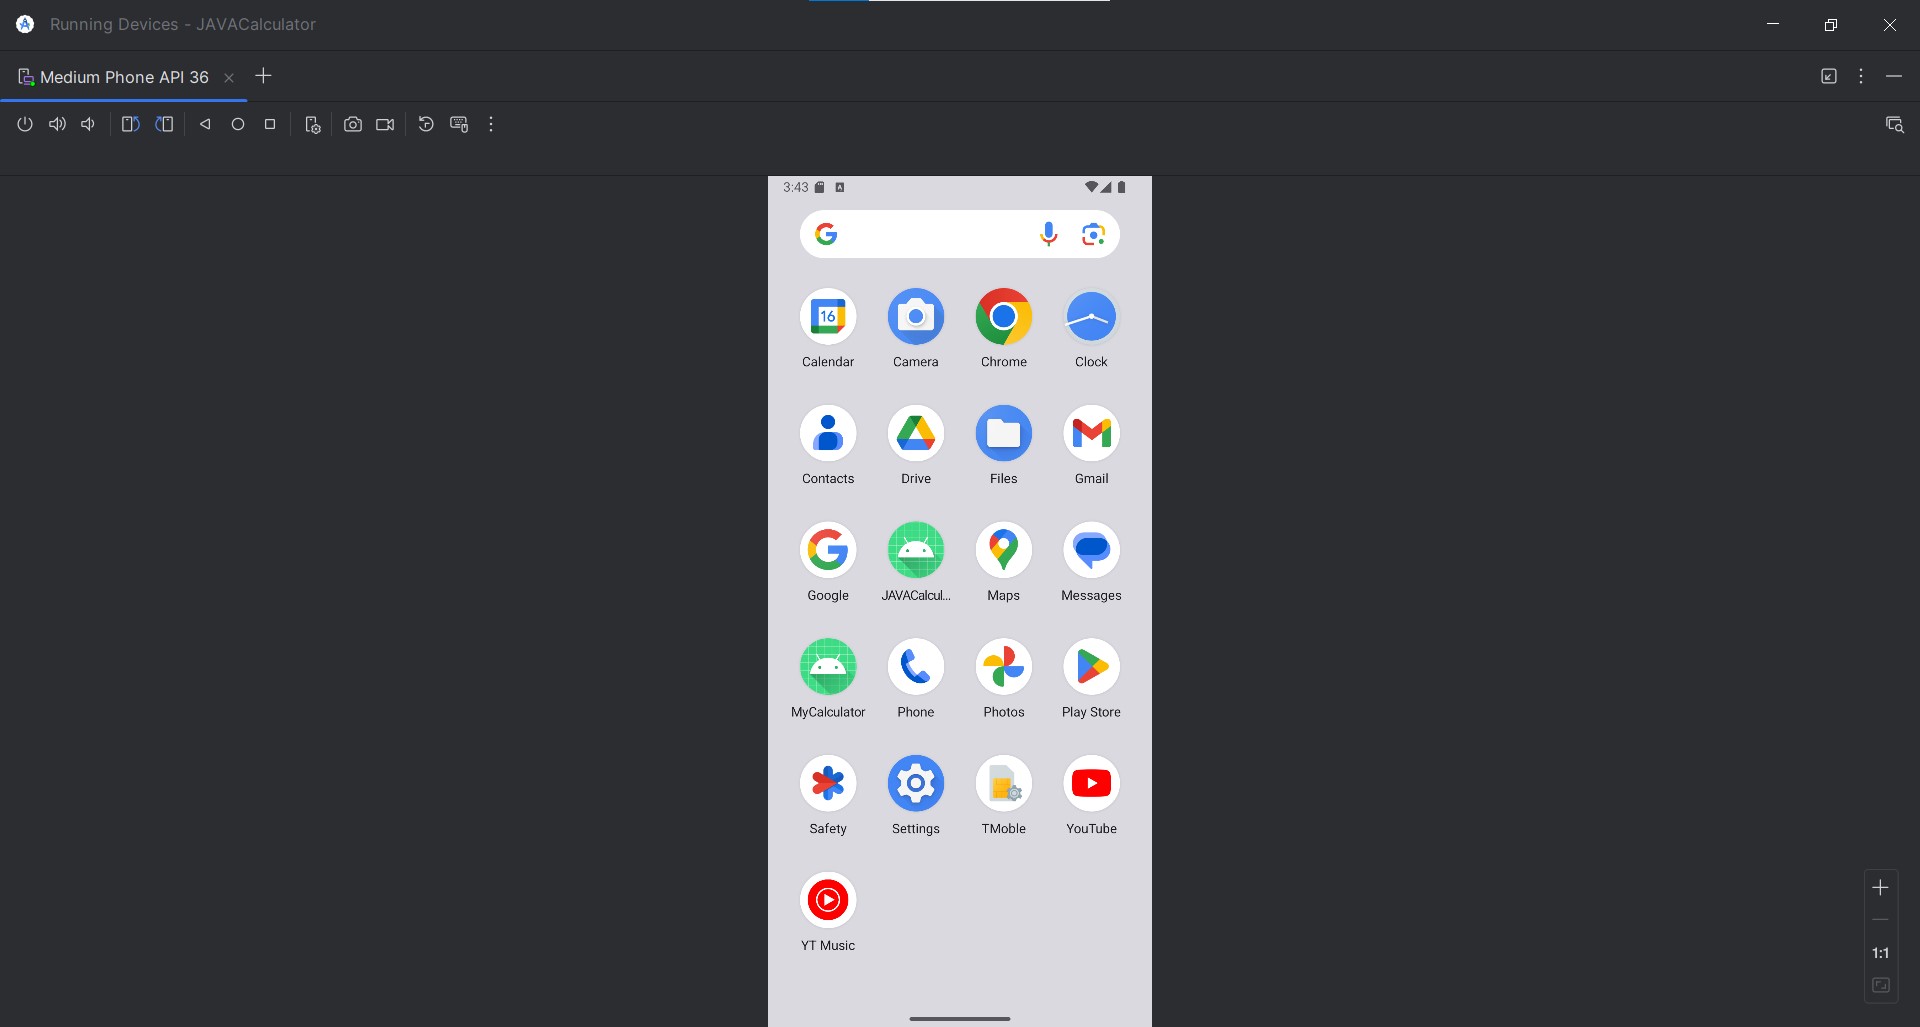 Running Devices - JAVACalculator
Medium Phone API 36
3:43
16
Calendar Camera Chrome Clock
Contacts Drive Files Gmail
Google JAVACalcul... Maps Messages
MyCalculator Phone Photos Play Store
Safety Settings TMoble YouTube
YT Music
1:1